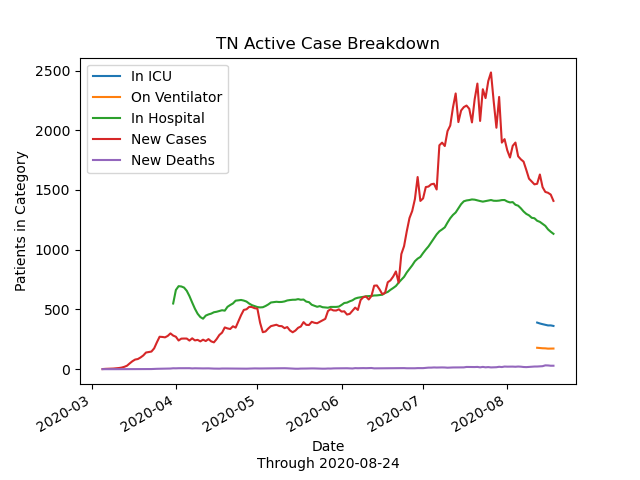 TN Active Case Breakdown
In ICU
On Ventilator
In Hospital
New Cases
New Deaths
Patients in Category
2500
2000
1500
1000
500
0
2020-03
2020-04
2020-05
2020-06
2020-07
2020-08
Date
Through 2020-08-24